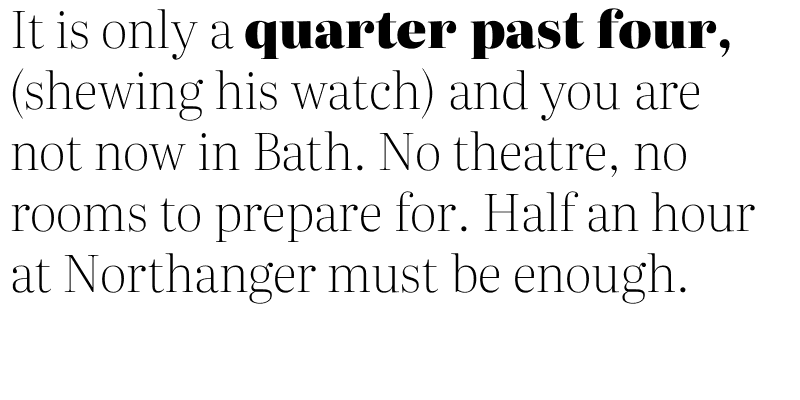 It is only a quarter past four,
(shewing his watch) and you are
not now in Bath. No theatre, no
rooms to prepare for. Half an hour
at Northanger must be enough.